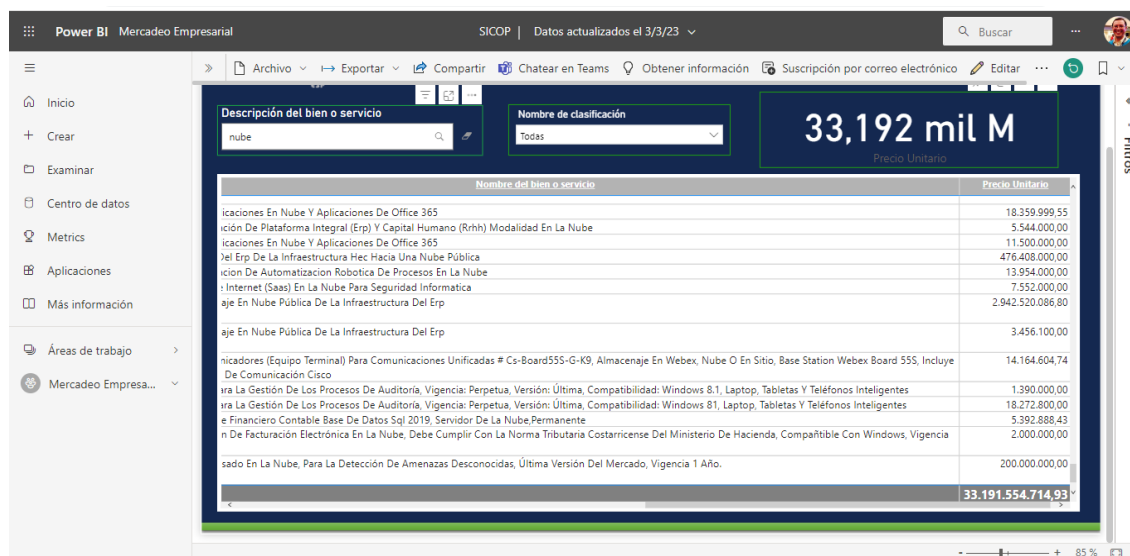 Power BI Mercadeo Empresarial SICOP | Datos actualizados el 3/3/23 Buscar
Archivo Exportar Compartir Chatear en Teams Obtener información Suscripción por correo electrónico Editar
Inicio
Crear
Examinar
Centro de datos
Metrics
Aplicaciones
Más información
Áreas de trabajo
Mercadeo Empresa...
Descripción del bien o servicio
nube
Nombre de clasificación
Todas
33,192 mil M
Precio Unitario
Filtros
Nombre del bien o servicio Precio Unitario
icaciones En Nube Y Aplicaciones De Office 365 18.359.999,55
ción De Plataforma Integral (Erp) Y Capital Humano (Rrhh) Modalidad En La Nube 5.544.000,00
icaciones En Nube Y Aplicaciones De Office 365 11.500.000,00
Del Erp De La Infraestructura Hec Hacia Una Nube Pública 476.408.000,00
cion De Automatizacion Robotica De Procesos En La Nube 13.954.000,00
Internet (Saas) En La Nube Para Seguridad Informatica 7.552.000,00
aje En Nube Pública De La Infraestructura Del Erp 2.942.520.086,80
aje En Nube Pública De La Infraestructura Del Erp 3.456.100,00
nicadores (Equipo Terminal) Para Comunicaciones Unificadas # Cs-Board55S-G-K9, Almacenaje En Webex, Nube O En Sitio, Base Station Webex Board 55S, Incluye 14.164.604,74
De Comunicación Cisco
ara La Gestión De Los Procesos De Auditoría, Vigencia: Perpetua, Versión: Última, Compatibilidad: Windows 8.1, Laptop, Tabletas Y Teléfonos Inteligentes 1.390.000,00
ara La Gestión De Los Procesos De Auditoría, Vigencia: Perpetua, Versión: Última, Compatibilidad: Windows 81, Laptop, Tabletas Y Teléfonos Inteligentes 18.272.800,00
e Financiero Contable Base De Datos Sql 2019, Servidor De La Nube,Permanente 5.392.888,43
n De Facturación Electrónica En La Nube, Debe Cumplir Con La Norma Tributaria Costarricense Del Ministerio De Hacienda, Compañtible Con Windows, Vigencia 2.000.000,00
sado En La Nube, Para La Detección De Amenazas Desconocidas, Última Versión Del Mercado, Vigencia 1 Año. 200.000.000,00
33.191.554.714,93
85 %